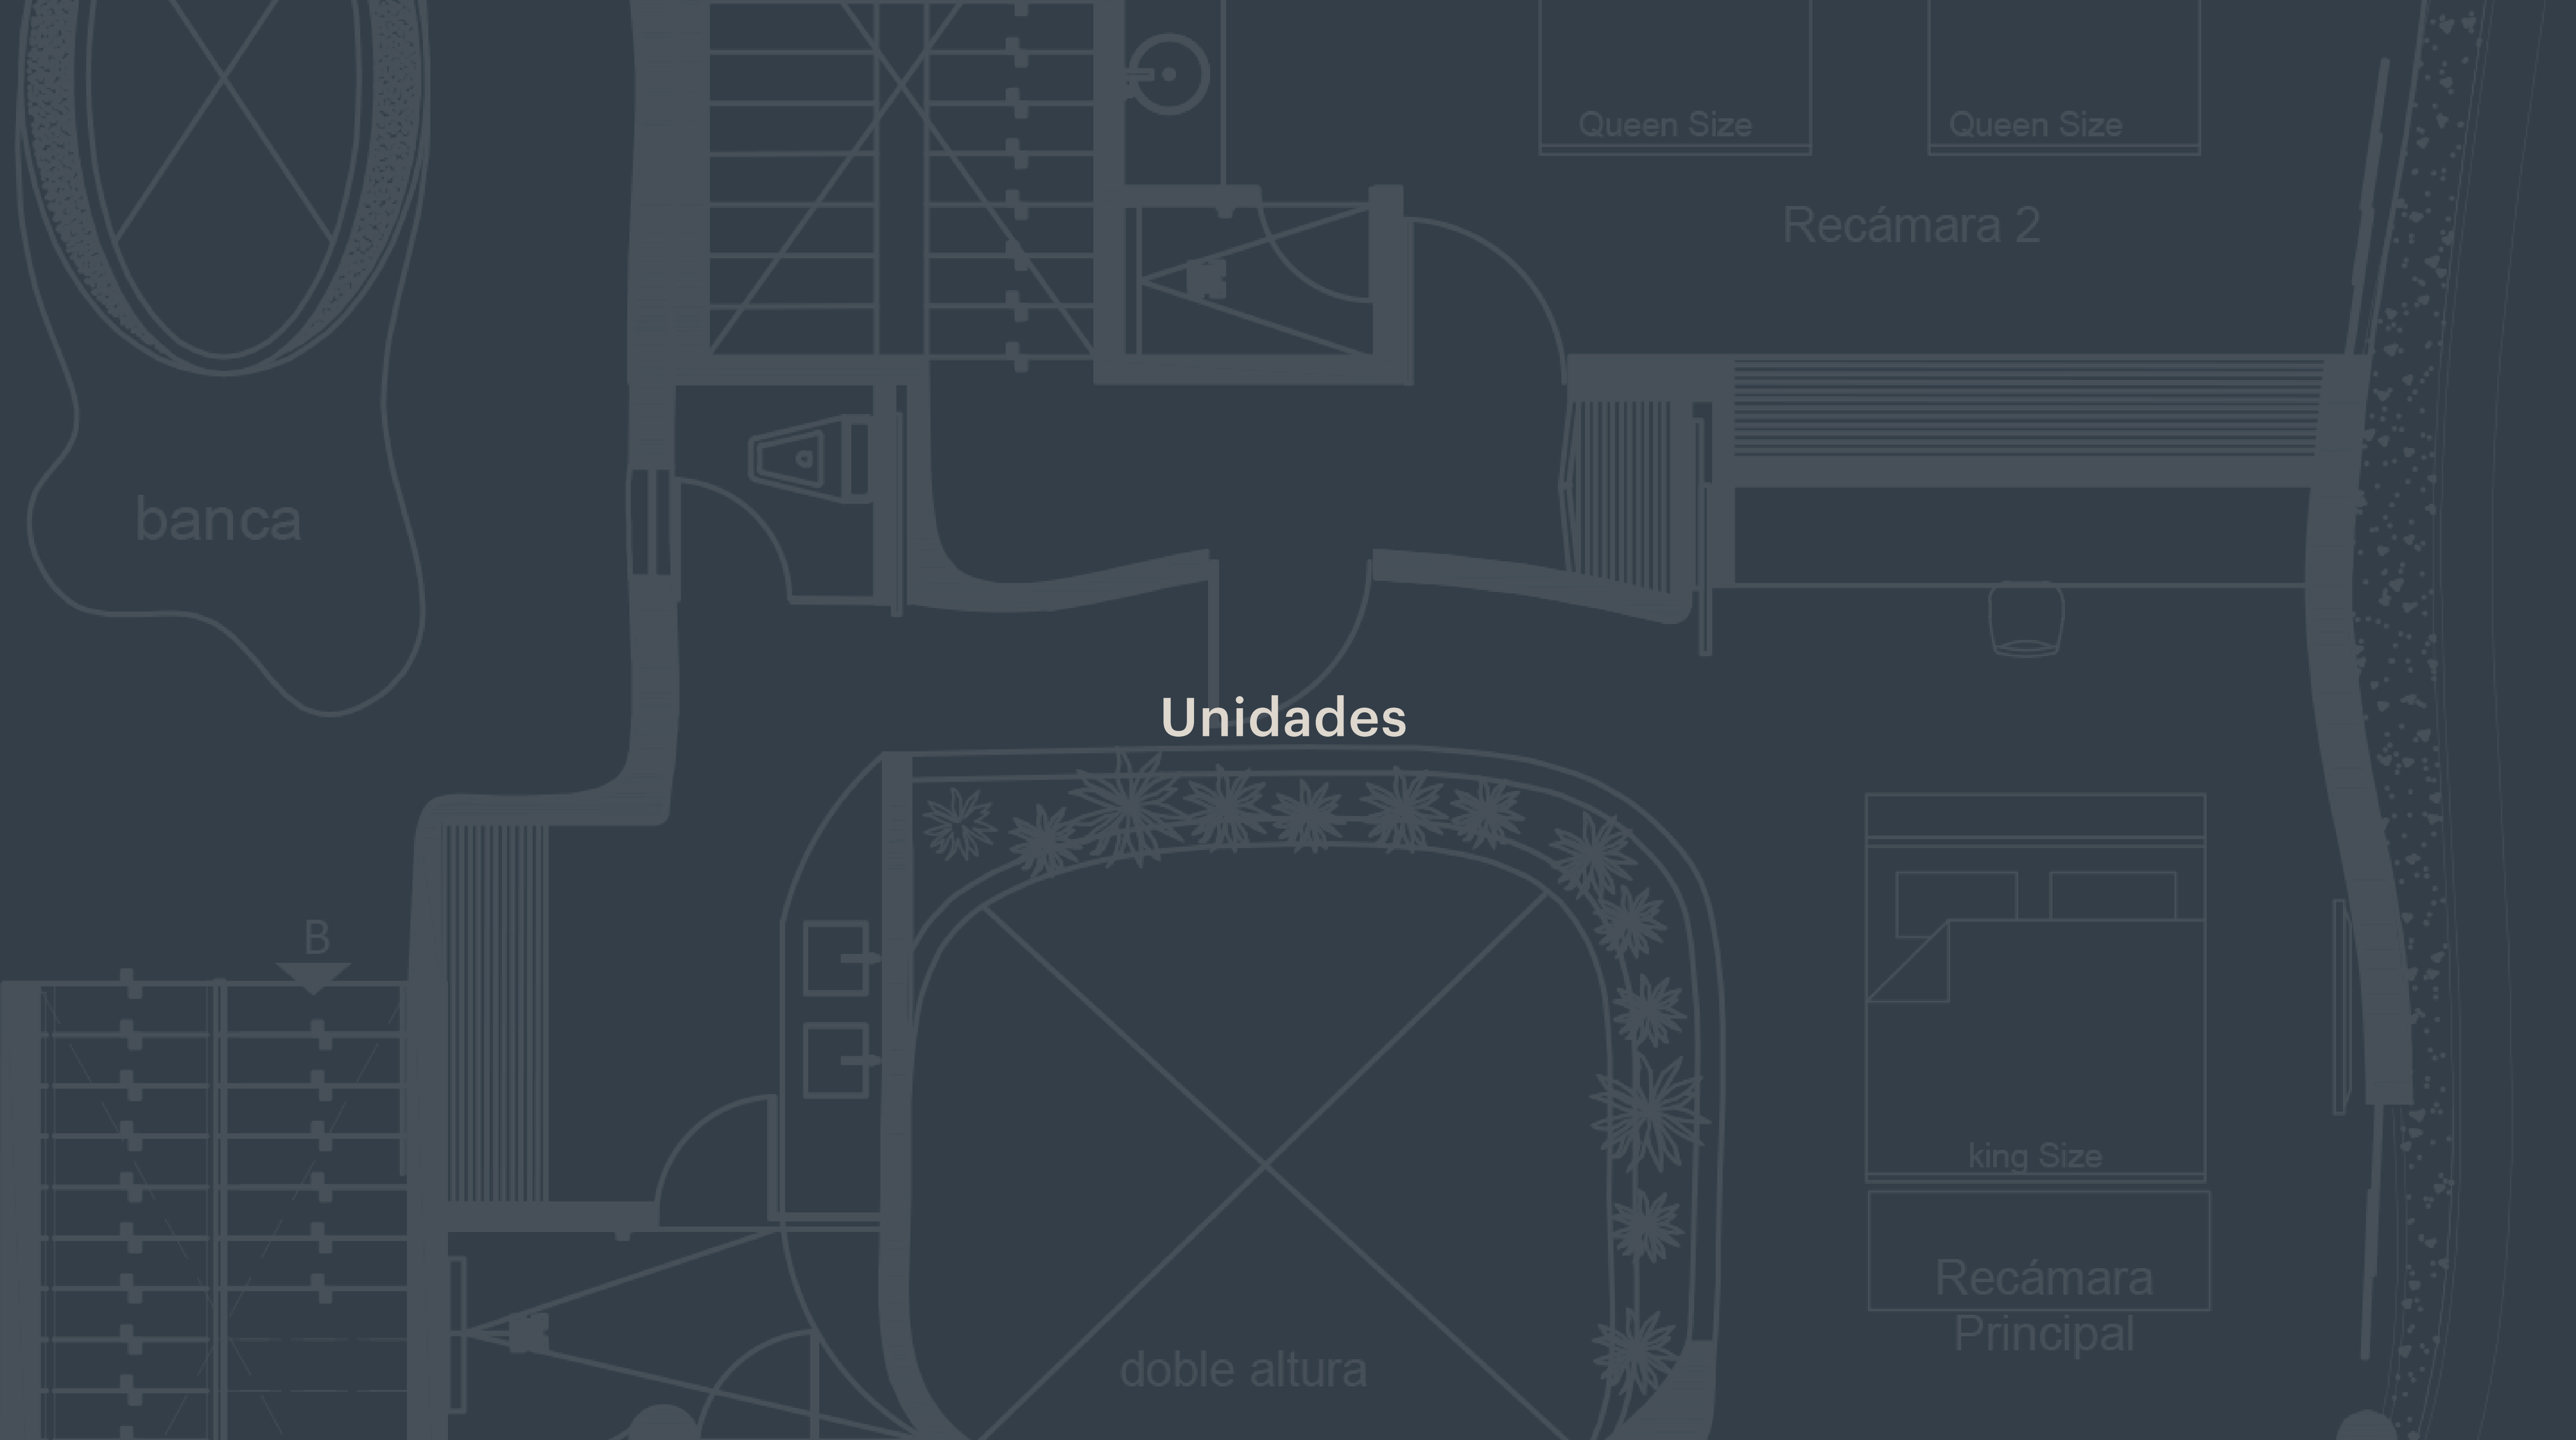 Queen Size
Queen Size
Recámara 2
banca
Unidades
B
king Size
Recámara
Principal
doble altura